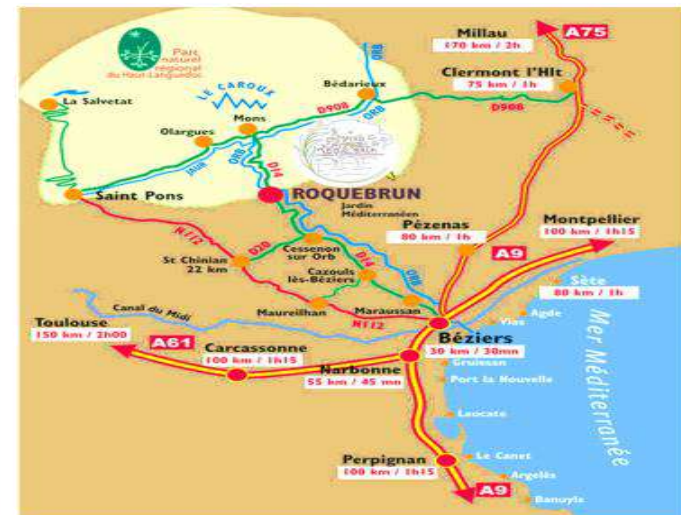 Millau
170 km / 2h
A75
Parc
naturel
régional
du Haut-Languedoc
ORB
Clermont l'Hlt
75 km / 1h
La Salvetat
LE CAROUX
Bédarieux
D908
ORB
D908
Mons
Olargues
ORB
JAUR
D14
Saint Pons
ROQUEBRUN
Jardin
Méditerranéen
Pézenas
80 km / 1h
Montpellier
100 km / 1h15
A9
N112
D20
Cessenon
sur Orb
St Chinian
22 km
D14
ORB
Cazouls
lès-Béziers
Sète
80 km / 1h
Maureilhan
Maraussan
Canal du Midi
N112
Agde
Vias
Toulouse
150 km / 2h00
A61
Carcassonne
100 km / 1h15
Béziers
30 km / 30mn
Narbonne
55 km / 45 mn
Gruissan
Port la Nouvelle
Mer Méditerranée
Leucate
Perpignan
100 km / 1h15
Le Canet
Argelès
A9
Banuyls